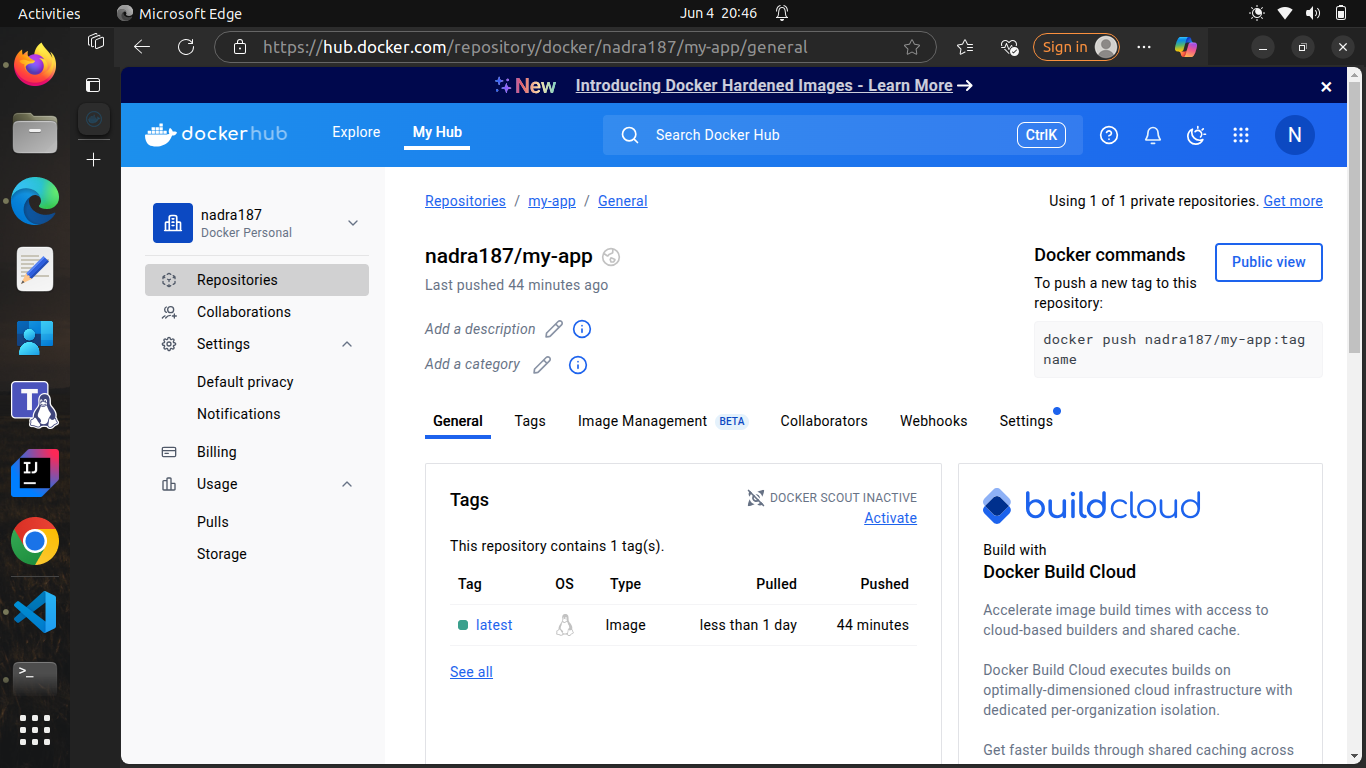 Activities
Microsoft Edge
Jun 4 20:46
https://hub.docker.com/repository/docker/nadra187/my-app/general
Sign in
New Introducing Docker Hardened Images - Learn More →
dockerhub
Explore
My Hub
Search Docker Hub
CtrlK
N
nadra187
Docker Personal
Repositories
Collaborations
Settings
Default privacy
Notifications
Billing
Usage
Pulls
Storage
Repositories / my-app / General
Using 1 of 1 private repositories. Get more
nadra187/my-app
Last pushed 44 minutes ago
Add a description
Add a category
Docker commands
Public view
To push a new tag to this
repository:
docker push nadra187/my-app:tag
name
General
Tags
Image Management BETA
Collaborators
Webhooks
Settings
Tags
DOCKER SCOUT INACTIVE
Activate
This repository contains 1 tag(s).
Tag OS Type Pulled Pushed
latest Image less than 1 day 44 minutes
See all
buildcloud
Build with
Docker Build Cloud
Accelerate image build times with access to
cloud-based builders and shared cache.
Docker Build Cloud executes builds on
optimally-dimensioned cloud infrastructure with
dedicated per-organization isolation.
Get faster builds through shared caching across